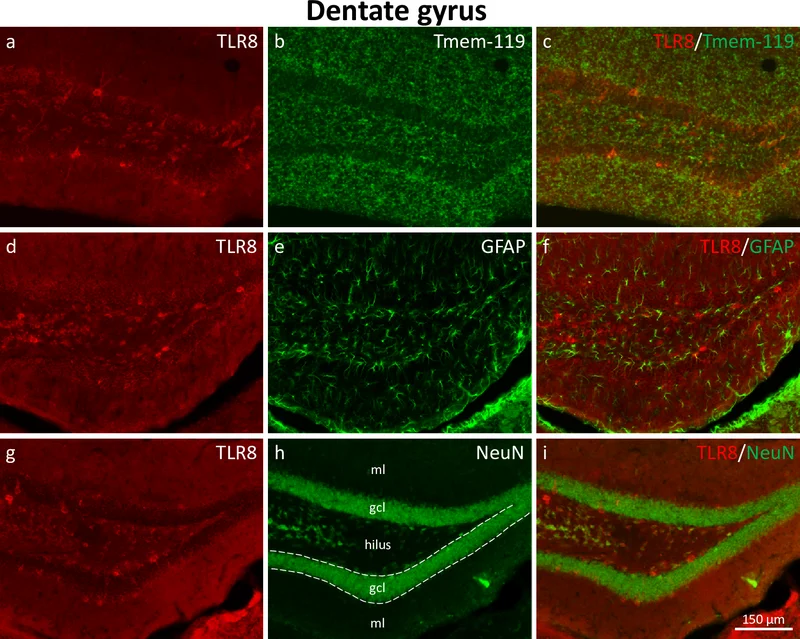 Dentate gyrus
a TLR8
b Tmem-119
c TLR8/Tmem-119
d TLR8
e GFAP
f TLR8/GFAP
g TLR8
h NeuN
ml
gcl
hilus
gcl
ml
i TLR8/NeuN
150 µm